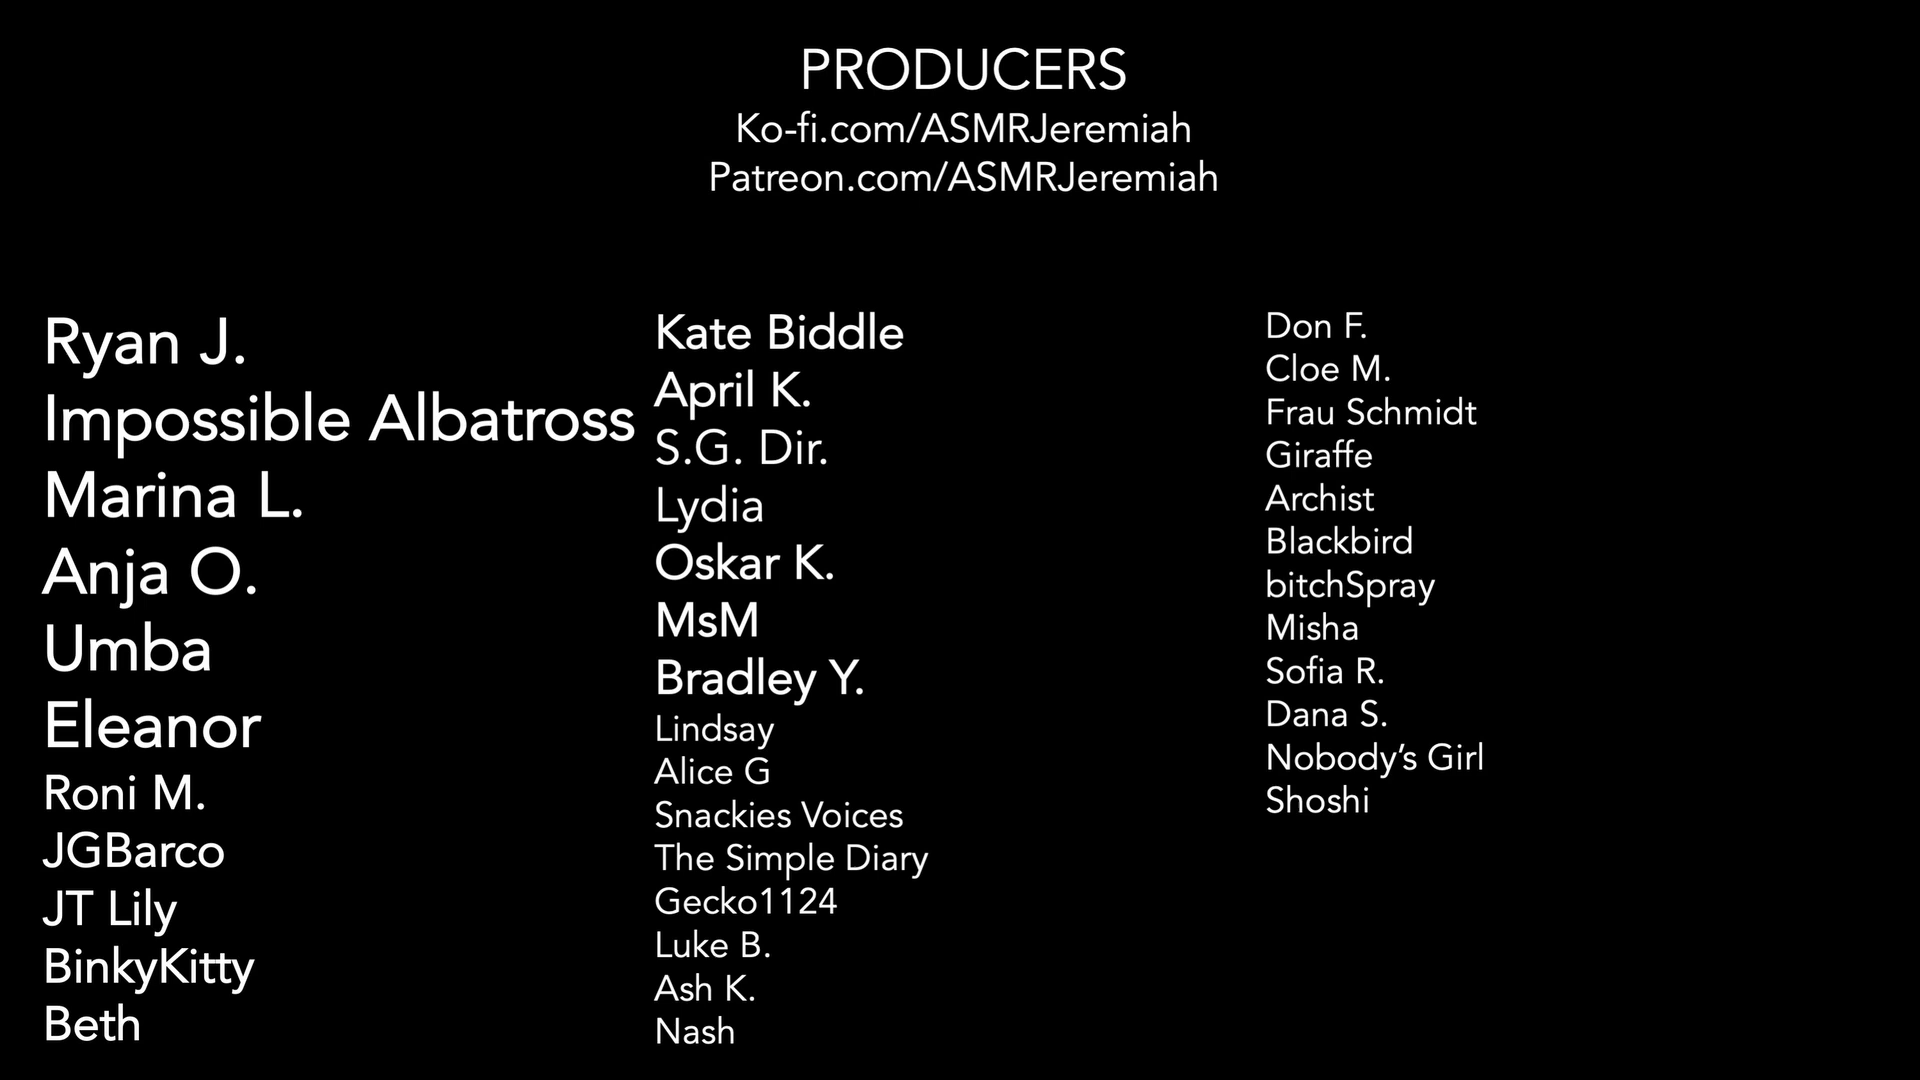 PRODUCERS
Ko-fi.com/ASMRJeremiah
Patreon.com/ASMRJeremiah
Ryan J.
Impossible Albatross
Marina L.
Anja O.
Umba
Eleanor
Roni M.
JGBarco
JT Lily
BinkyKitty
Beth
Kate Biddle
April K.
S.G. Dir.
Lydia
Oskar K.
MsM
Bradley Y.
Lindsay
Alice G
Snackies Voices
The Simple Diary
Gecko1124
Luke B.
Ash K.
Nash
Don F.
Cloe M.
Frau Schmidt
Giraffe
Archist
Blackbird
bitchSpray
Misha
Sofia R.
Dana S.
Nobody’s Girl
Shoshi